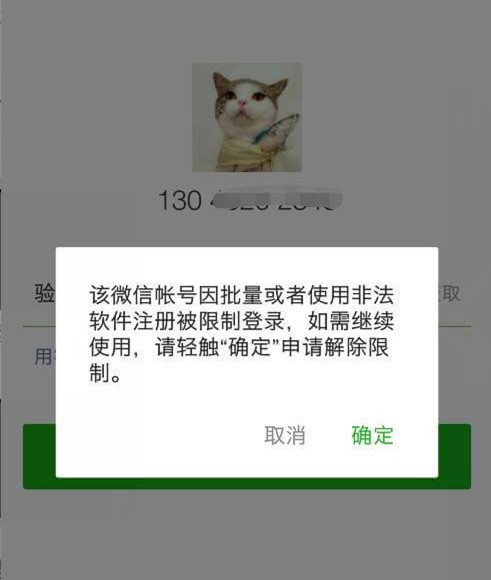 130
验
取
该微信帐号因批量或者使用非法
软件注册被限制登录，如需继续
使用，请轻触“确定”申请解除限
制。
用
取消 确定